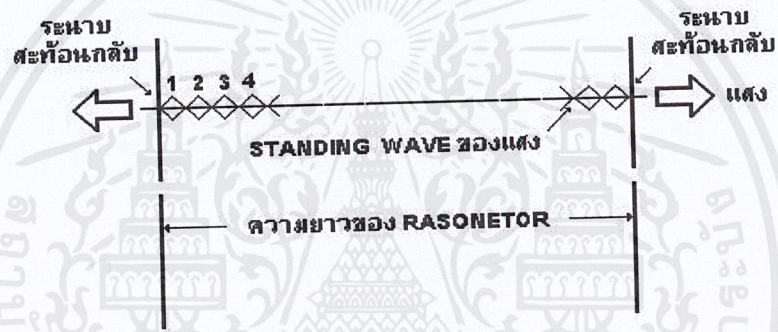 ระนาบ
สะท้อนกลับ
ระนาบ
สะท้อนกลับ
1 2 3 4
แสง
STANDING WAVE ของแสง
ความยาวของ RASONETOR